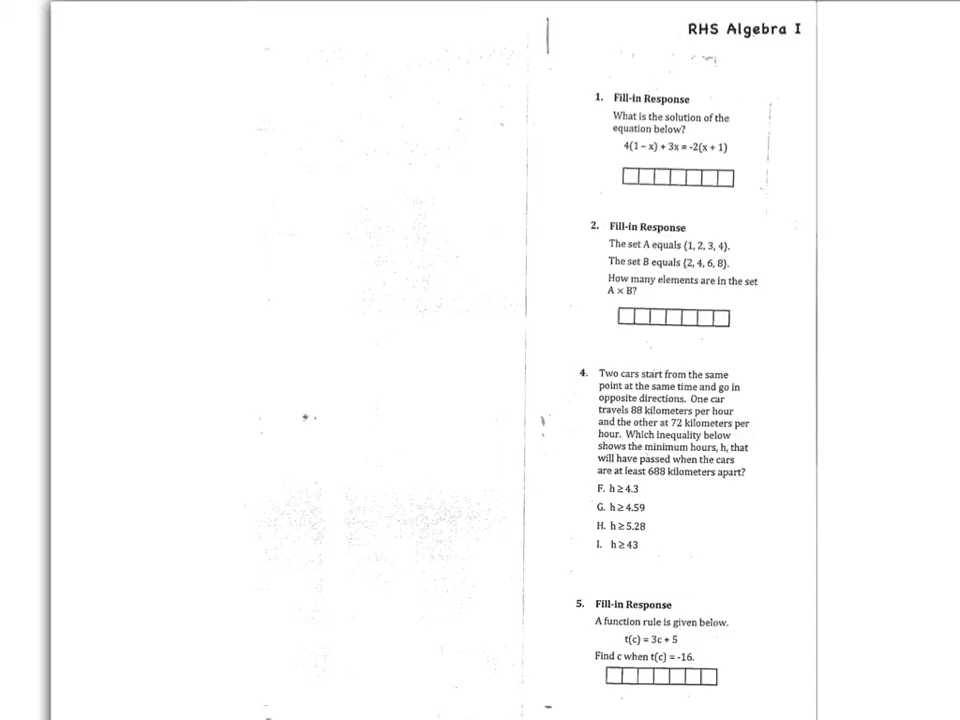 RHS Algebra I
1. Fill-in Response
What is the solution of the
equation below?
4(1 – x) + 3x = -2(x + 1)
2. Fill-in Response
The set A equals {1, 2, 3, 4}.
The set B equals {2, 4, 6, 8}.
How many elements are in the set
A × B?
4. Two cars start from the same
point at the same time and go in
opposite directions. One car
travels 88 kilometers per hour
and the other at 72 kilometers per
hour. Which inequality below
shows the minimum hours, h, that
will have passed when the cars
are at least 688 kilometers apart?
F. h ≥ 4.3
G. h ≥ 4.59
H. h ≥ 5.28
I. h ≥ 43
5. Fill-in Response
A function rule is given below.
t(c) = 3c + 5
Find c when t(c) = -16.